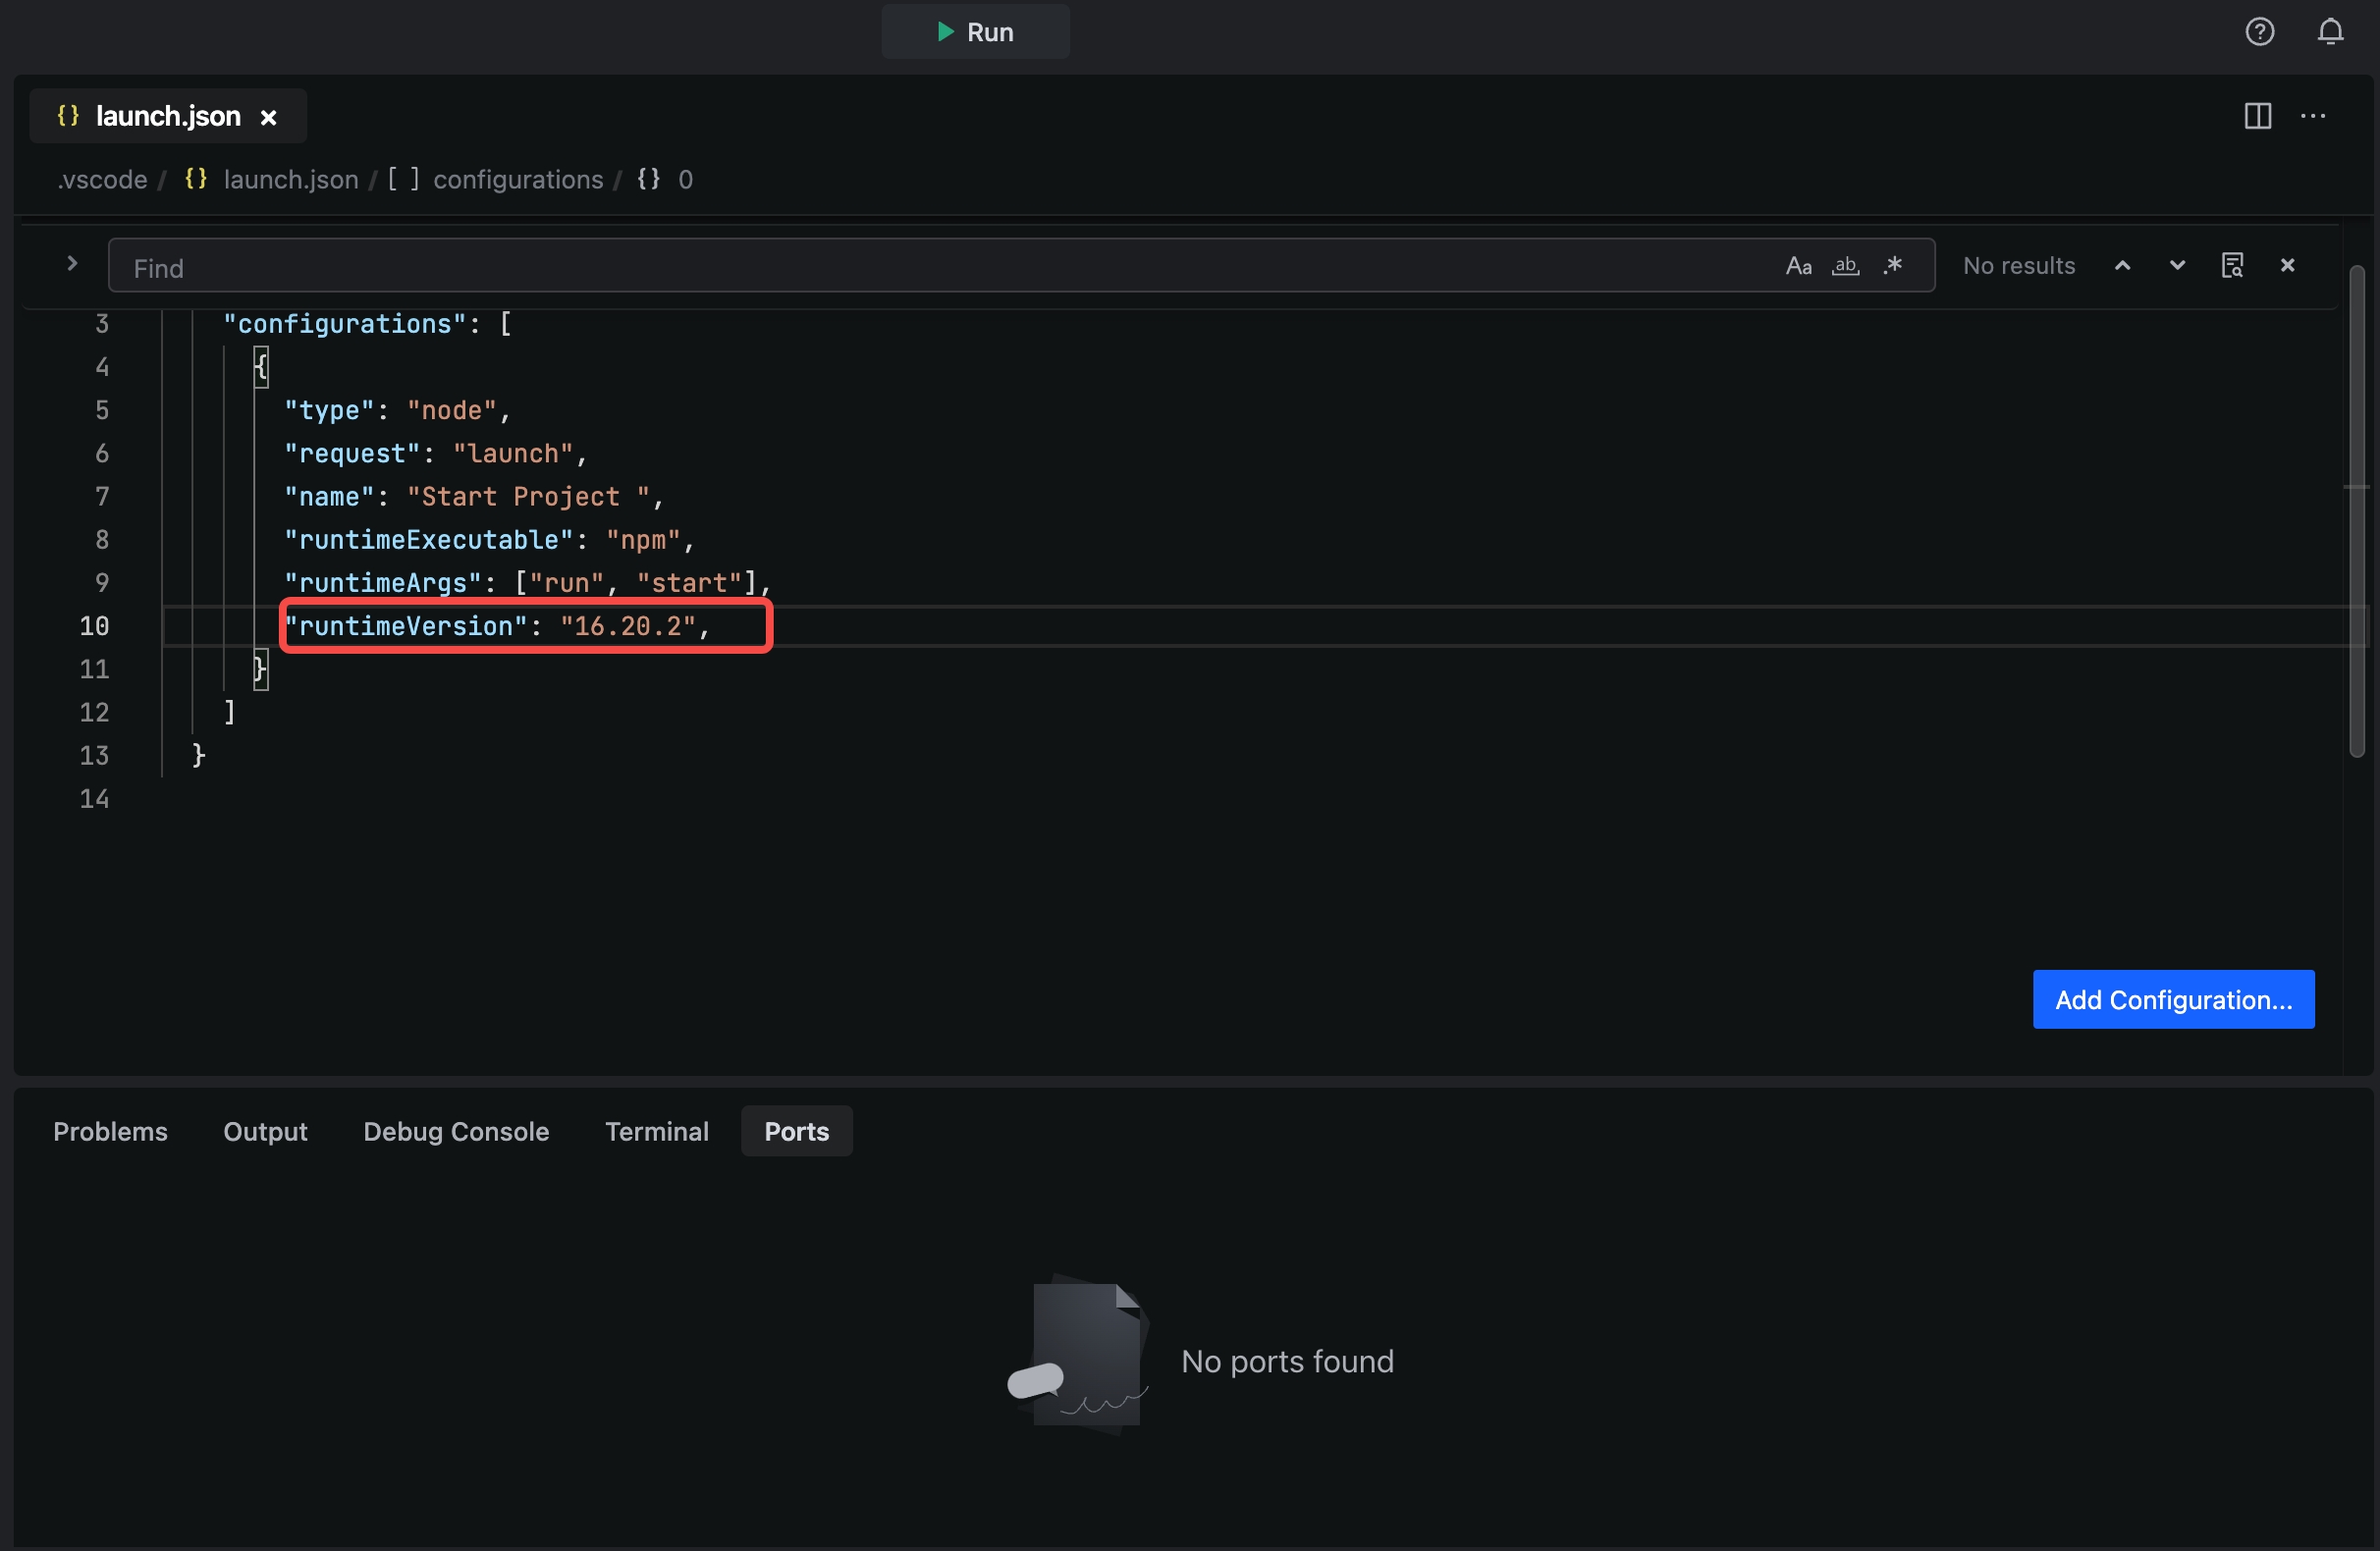 Run
launch.json
.vscode / {} launch.json / [ ] configurations / {} 0
Find
Aa ab .* No results
3 "configurations": [
4 {
5 "type": "node",
6 "request": "launch",
7 "name": "Start Project ",
8 "runtimeExecutable": "npm",
9 "runtimeArgs": ["run", "start"],
10 "runtimeVersion": "16.20.2",
11 }
12 ]
13 }
14
Add Configuration...
Problems Output Debug Console Terminal Ports
No ports found